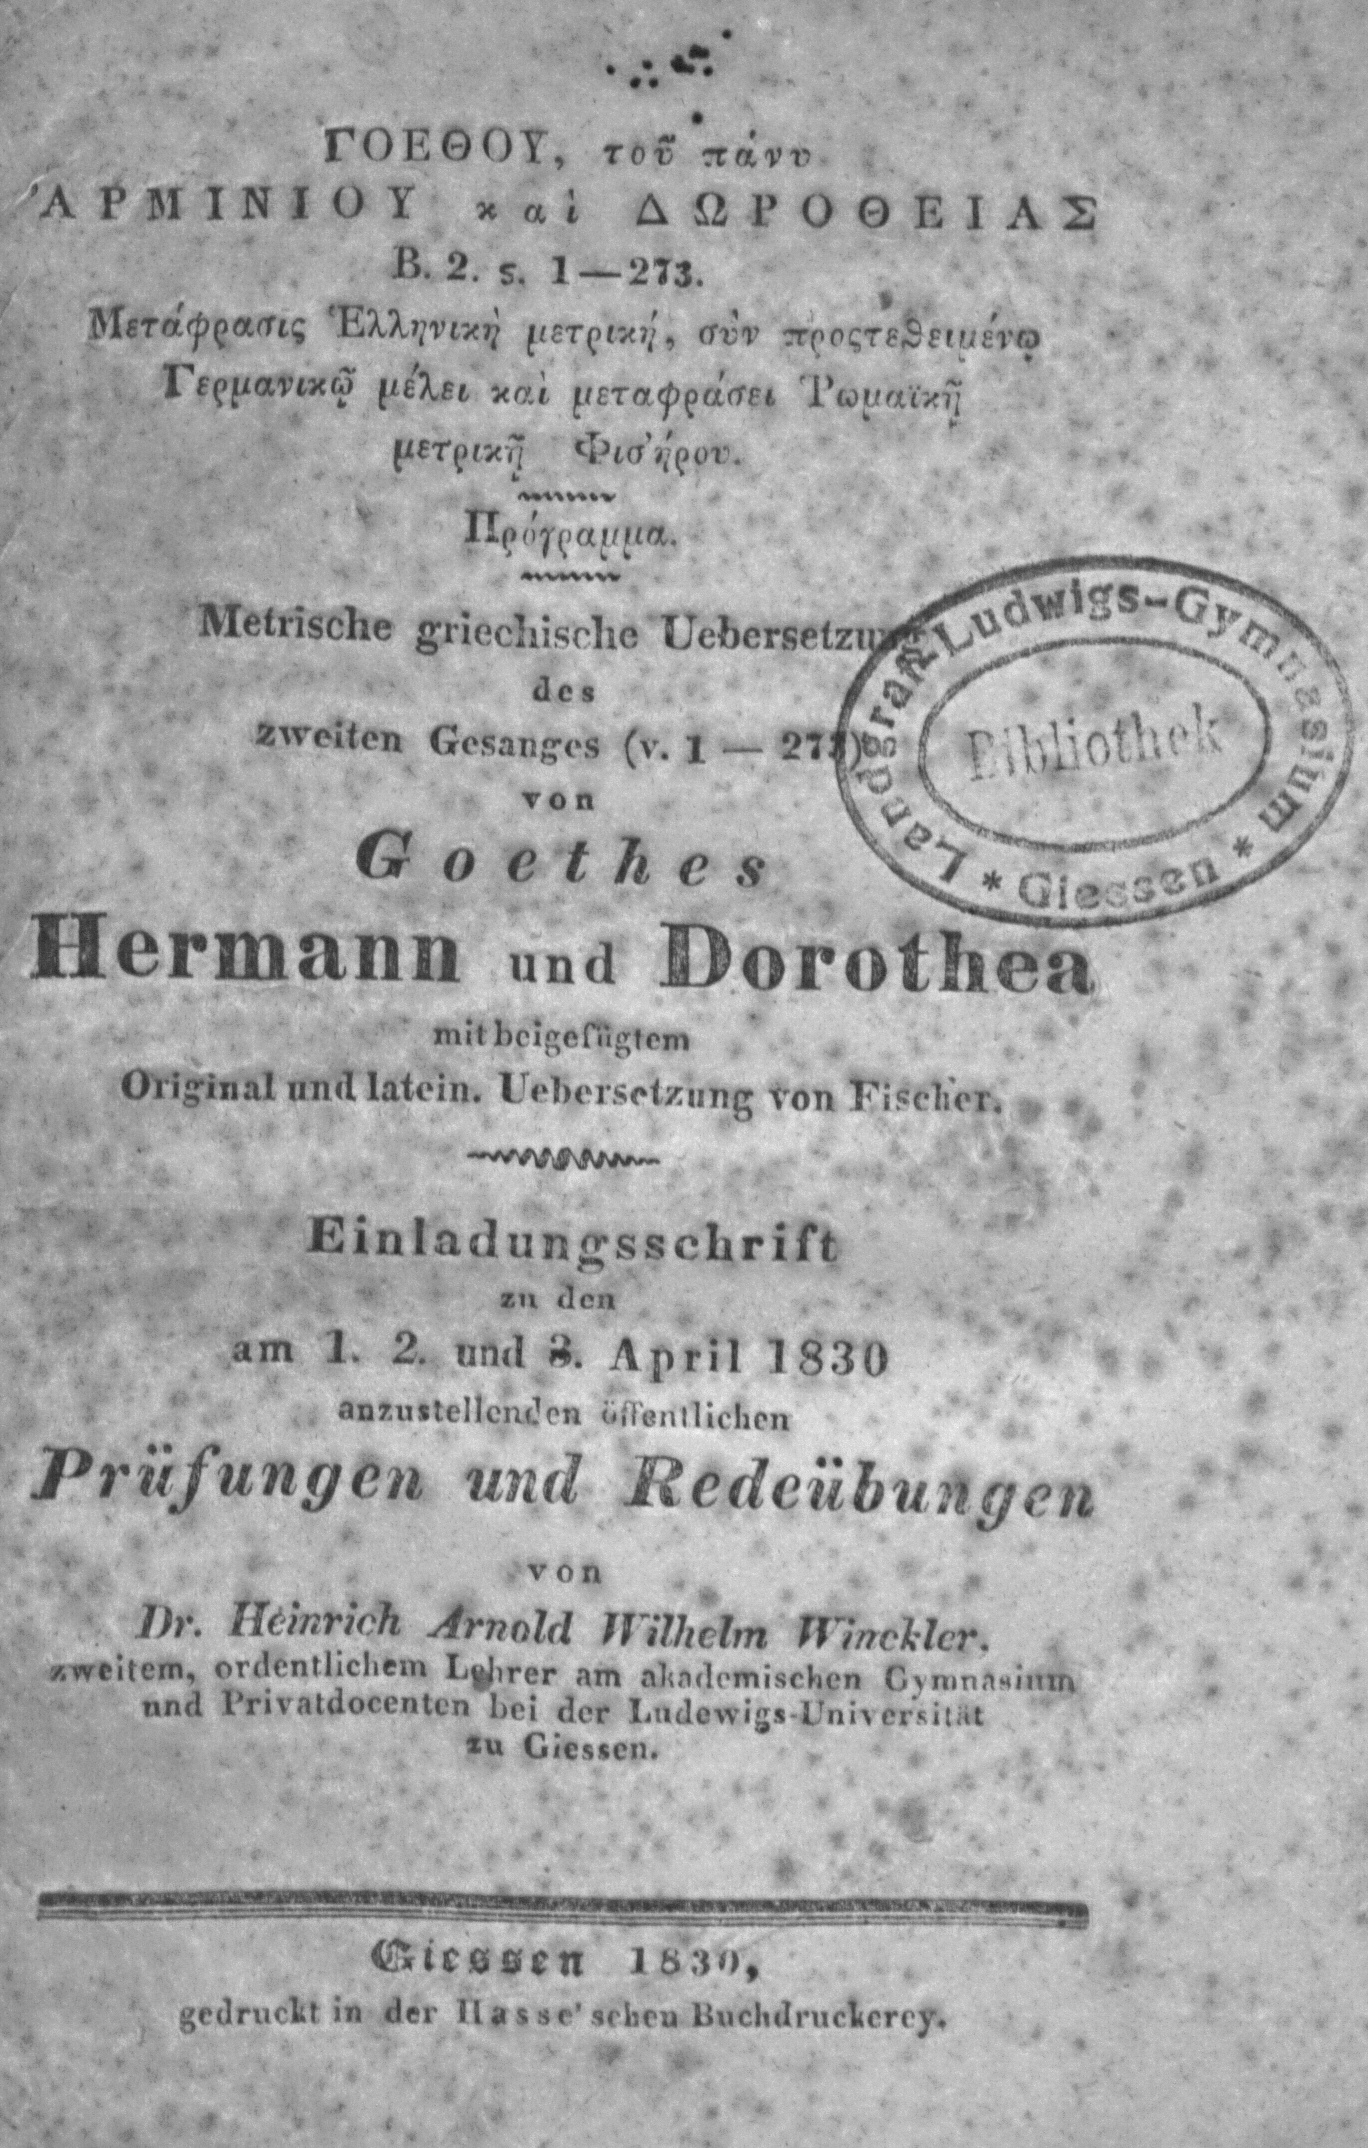 ΓΟΕΘΟΥ, τοῦ πάνυ
ἈΡΜΙΝΙΟΥ καὶ ΔΩΡΟΘΕΙΑΣ
B. 2. s. 1—273.
Μετάφρασις Ἑλληνικὴ μετρική, σὺν προςτεθειμένῳ
Γερμανικῷ μέλει καὶ μεταφράσει Ῥωμαϊκῇ
μετρικῇ Φισ'ήρου.
Πρόγραμμα.
Metrische griechische Uebersetzung
des
zweiten Gesanges (v. 1 — 273)
von
Goethes
Hermann und Dorothea
mit beigefügtem
Original und latein. Uebersetzung von Fischer.
Einladungsschrift
zu den
am 1. 2. und 3. April 1830
anzustellenden öffentlichen
Prüfungen und Redeübungen
von
Dr. Heinrich Arnold Wilhelm Winckler,
zweitem, ordentlichem Lehrer am akademischen Gymnasium
und Privatdocenten bei der Ludewigs-Universität
zu Giessen.
Giessen 1830,
gedruckt in der Hasse'schen Buchdruckerey.
Landgraf-Ludwigs-Gymnasium
* Giessen *
Bibliothek